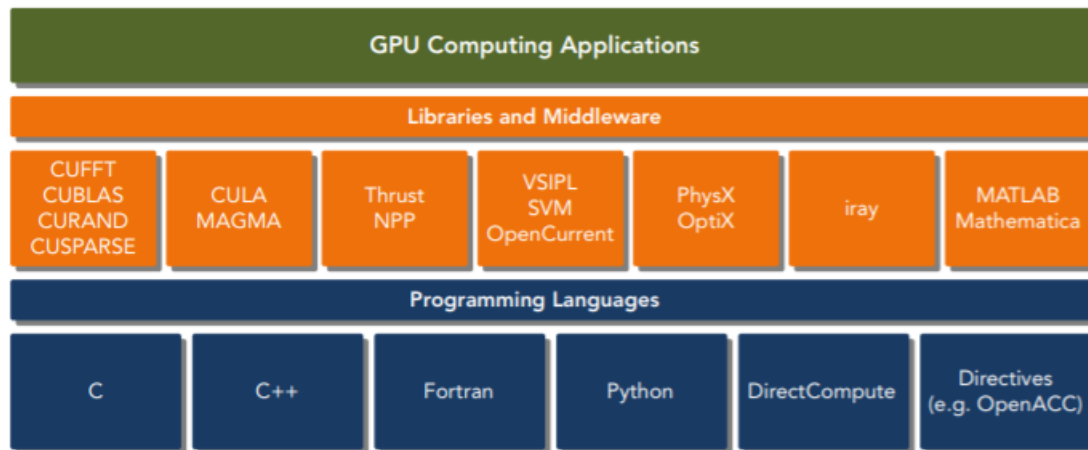 GPU Computing Applications
Libraries and Middleware
CUFFT
CUBLAS
CURAND
CUSPARSE
CULA
MAGMA
Thrust
NPP
VSIPL
SVM
OpenCurrent
PhysX
OptiX
iray
MATLAB
Mathematica
Programming Languages
C
C++
Fortran
Python
DirectCompute
Directives
(e.g. OpenACC)